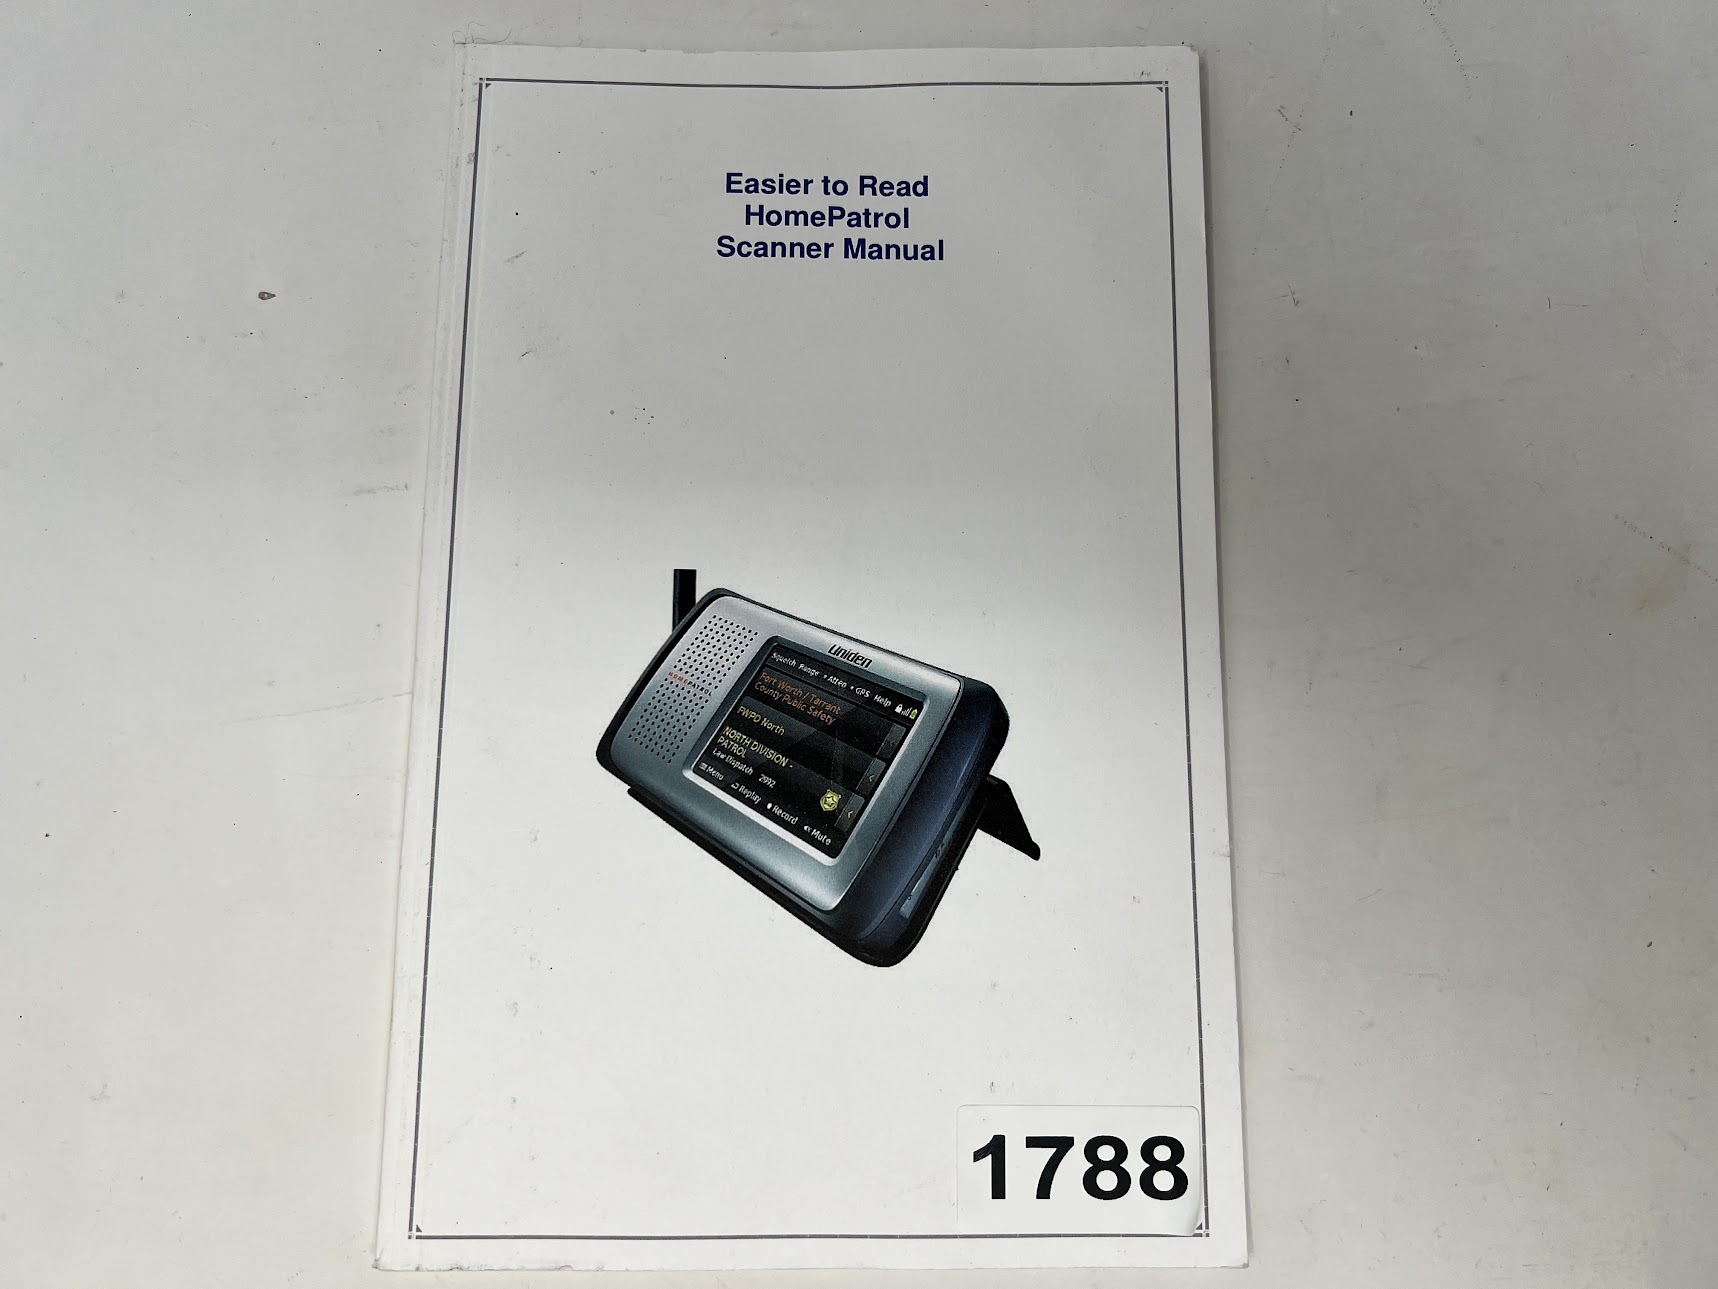 Easier to Read
HomePatrol
Scanner Manual
uniden
Squelch Range • Atten • GPS Help
HOMEPATROL
Fort Worth / Tarrant
County Public Safety
FWPD North
NORTH DIVISION -
PATROL
Law Dispatch 2992
Menu Replay Record Mute
1788